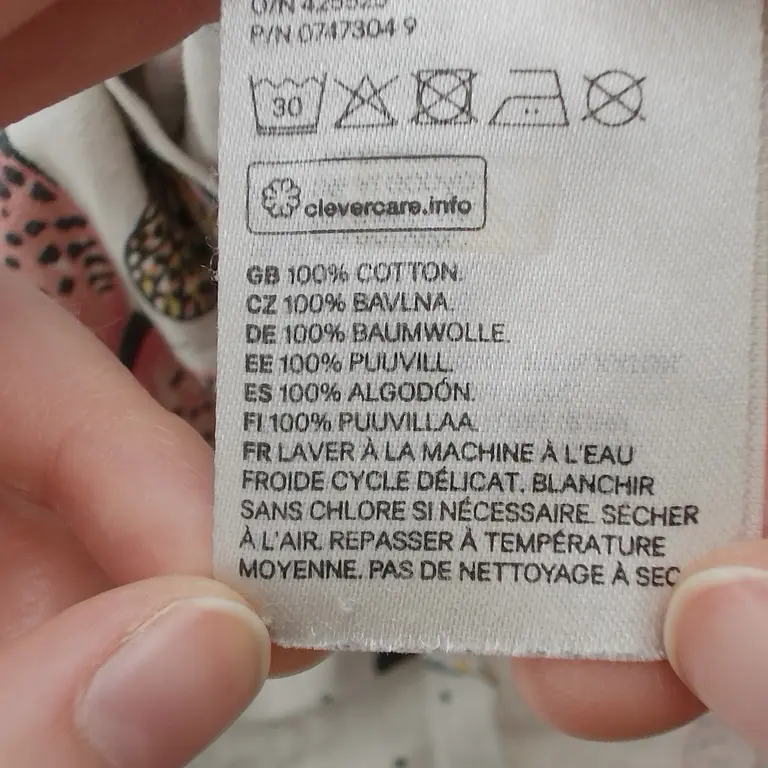 P/N 0747304 9
30
clevercare.info
GB 100% COTTON.
CZ 100% BAVLNA.
DE 100% BAUMWOLLE.
EE 100% PUUVILL.
ES 100% ALGODÓN.
FI 100% PUUVILLAA.
FR LAVER À LA MACHINE À L'EAU
FROIDE CYCLE DÉLICAT. BLANCHIR
SANS CHLORE SI NÉCESSAIRE. SÉCHER
À L'AIR. REPASSER À TEMPÉRATURE
MOYENNE. PAS DE NETTOYAGE À SEC